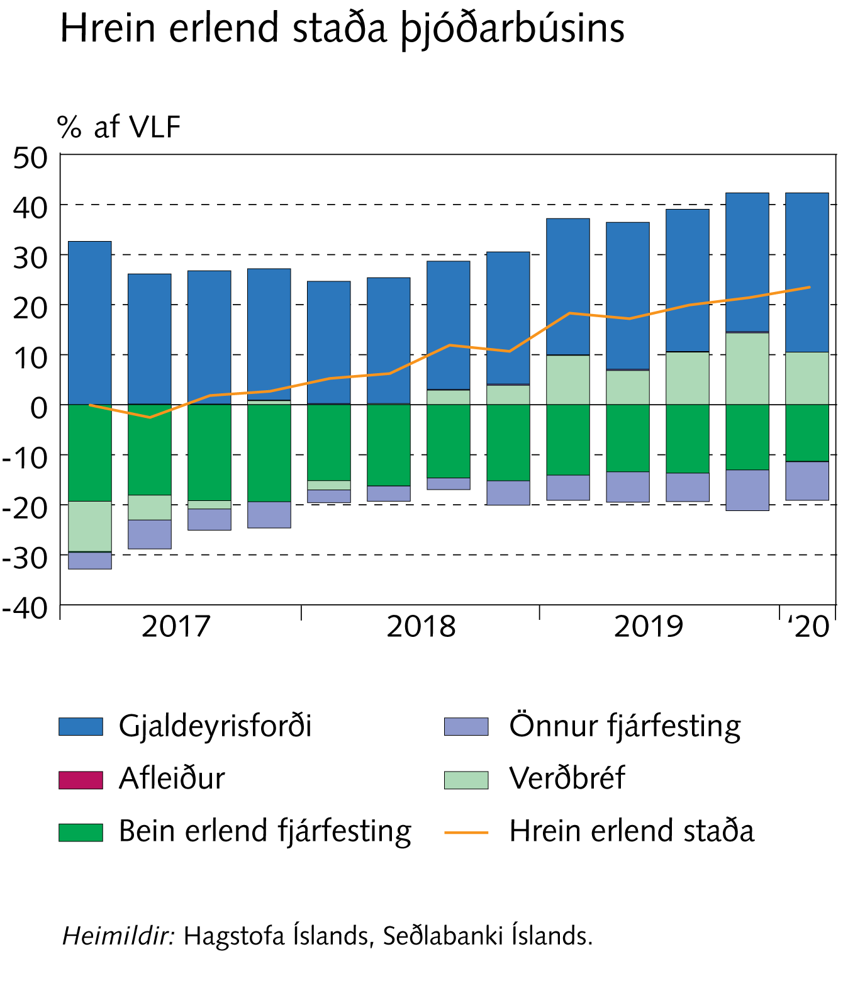 Hrein erlend staða þjóðarbúsins
% af VLF
50
40
30
20
10
0
-10
-20
-30
-40
2017 2018 2019 ‘20
Gjaldeyrisforði
Afleiður
Bein erlend fjárfesting
Önnur fjárfesting
Verðbréf
Hrein erlend staða
Heimildir: Hagstofa Íslands, Seðlabanki Íslands.